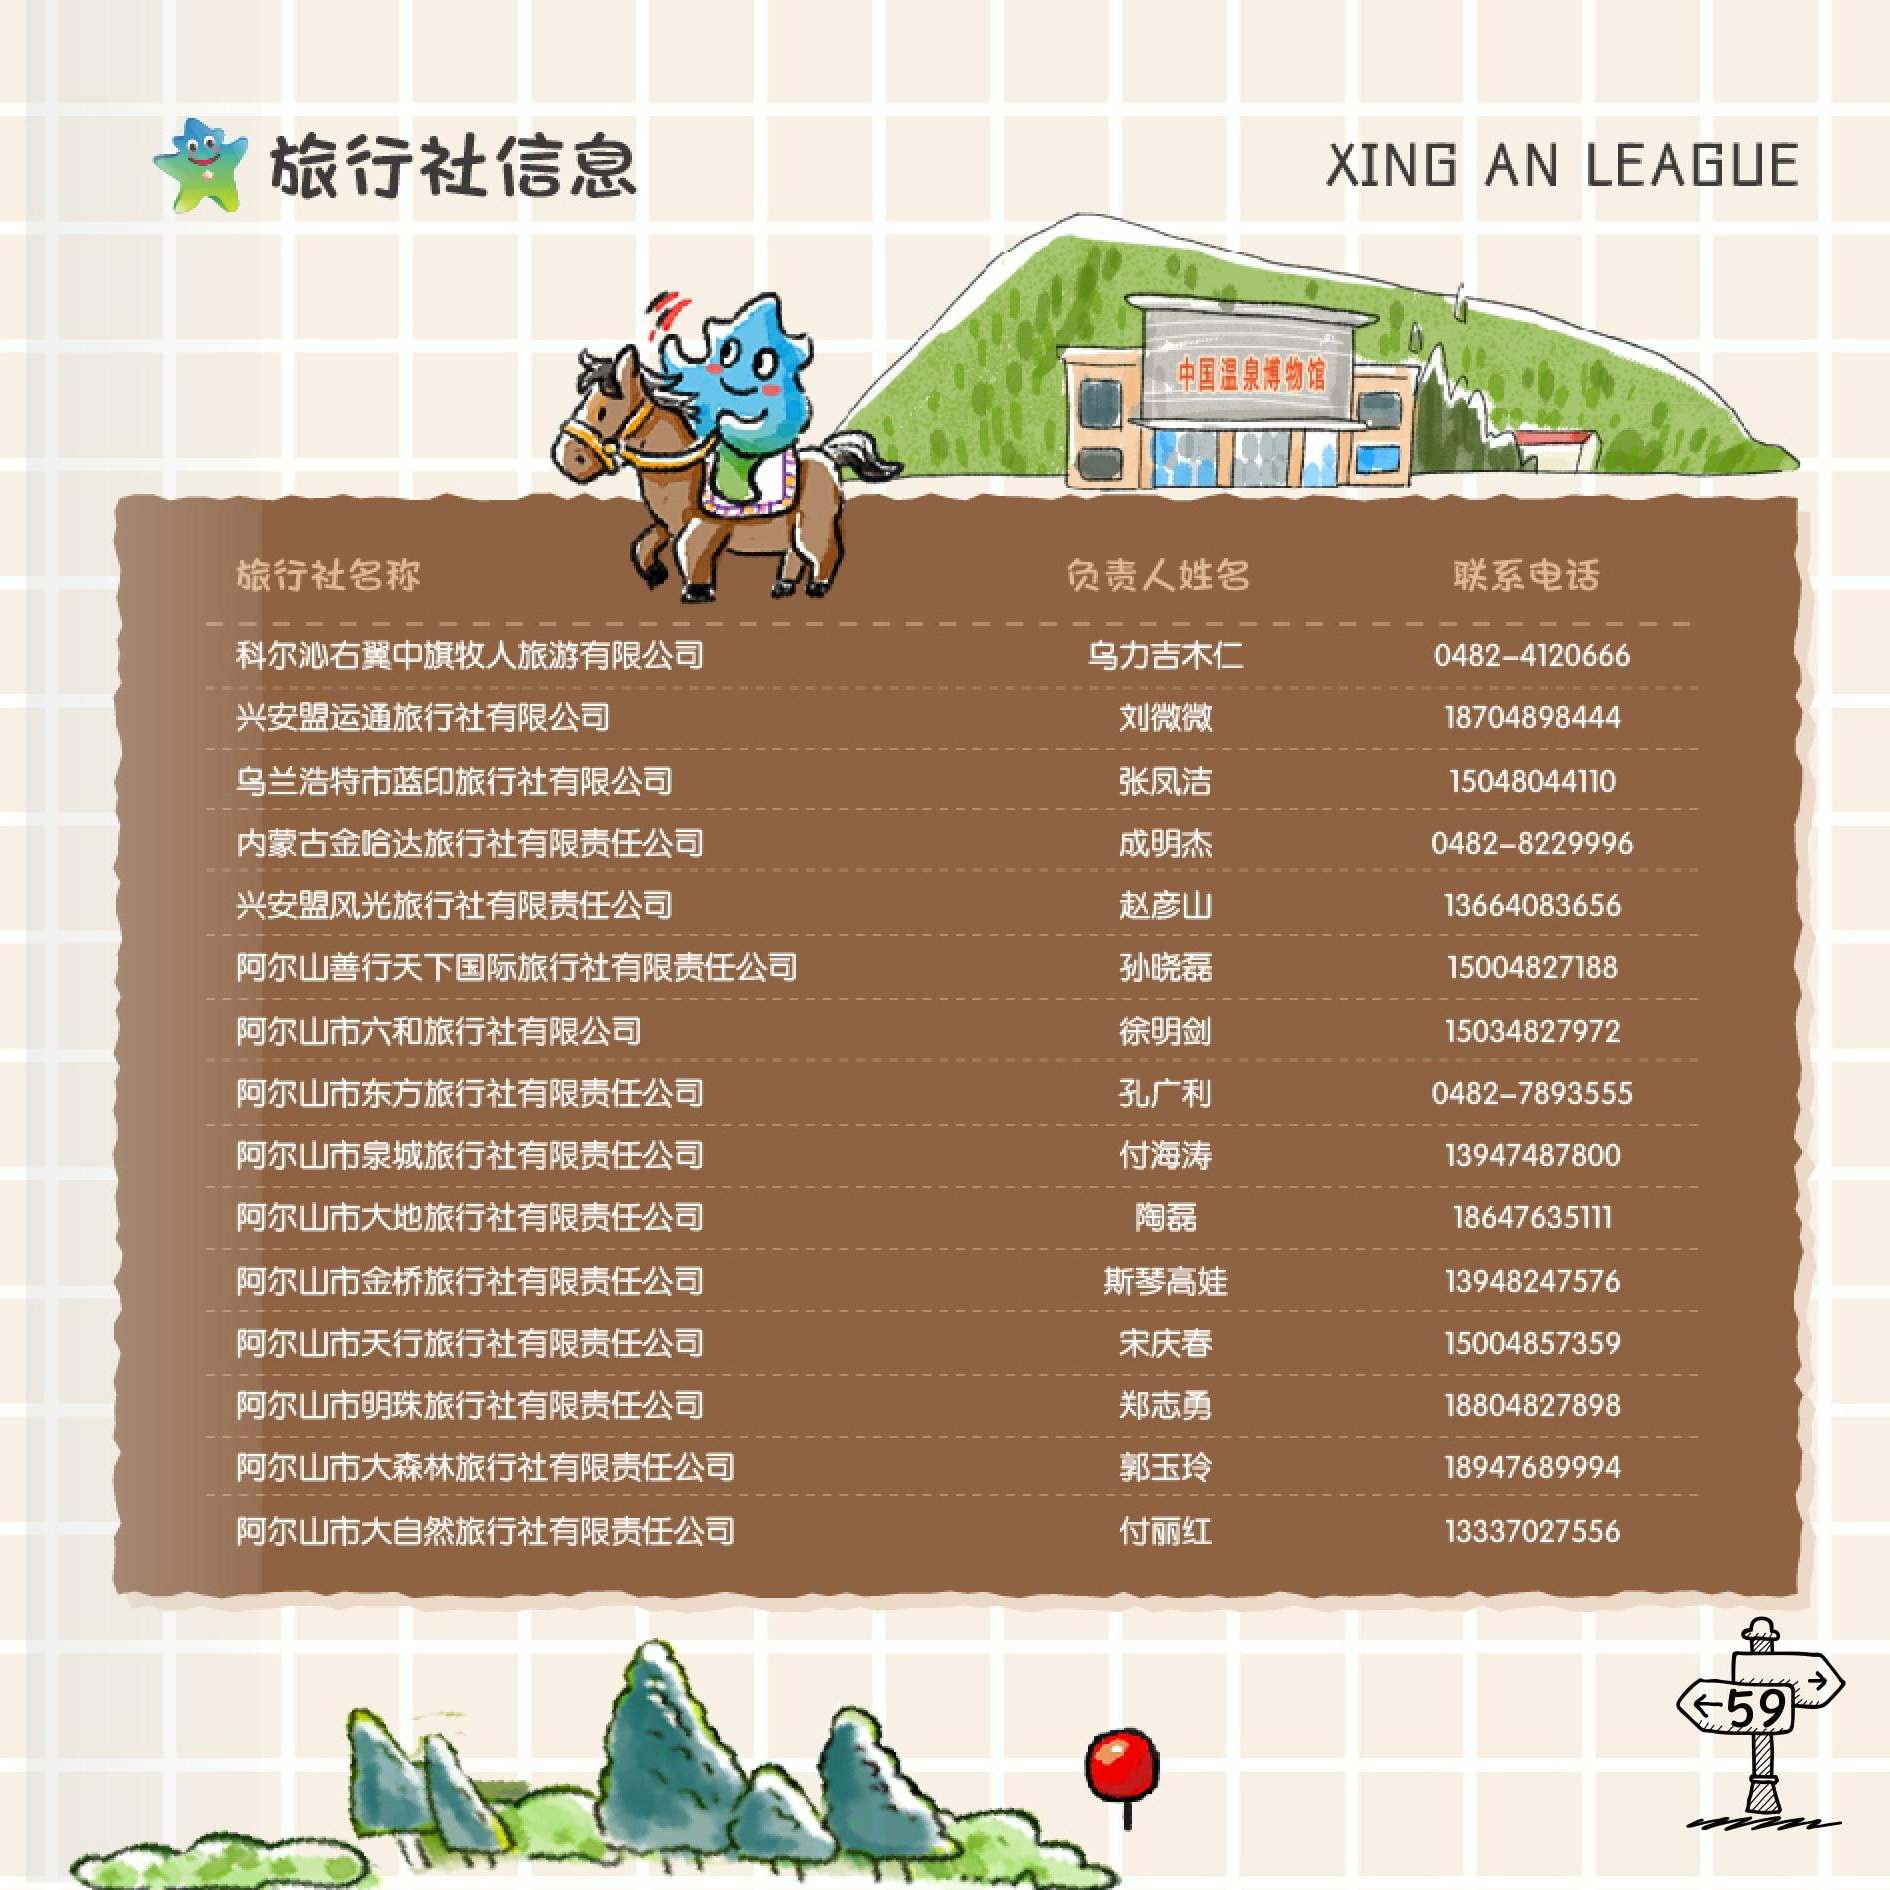 旅行社信息
XING AN LEAGUE
中国温泉博物馆
旅行社名称 负责人姓名 联系电话
科尔沁右翼中旗牧人旅游有限公司 乌力吉木仁 0482-4120666
兴安盟运通旅行社有限公司 刘微微 18704898444
乌兰浩特市蓝印旅行社有限公司 张凤洁 15048044110
内蒙古金哈达旅行社有限责任公司 成明杰 0482-8229996
兴安盟风光旅行社有限责任公司 赵彦山 13664083656
阿尔山善行天下国际旅行社有限责任公司 孙晓磊 15004827188
阿尔山市六和旅行社有限公司 徐明剑 15034827972
阿尔山市东方旅行社有限责任公司 孔广利 0482-7893555
阿尔山市泉城旅行社有限责任公司 付海涛 13947487800
阿尔山市大地旅行社有限责任公司 陶磊 18647635111
阿尔山市金桥旅行社有限责任公司 斯琴高娃 13948247576
阿尔山市天行旅行社有限责任公司 宋庆春 15004857359
阿尔山市明珠旅行社有限责任公司 郑志勇 18804827898
阿尔山市大森林旅行社有限责任公司 郭玉玲 18947689994
阿尔山市大自然旅行社有限责任公司 付丽红 13337027556
59